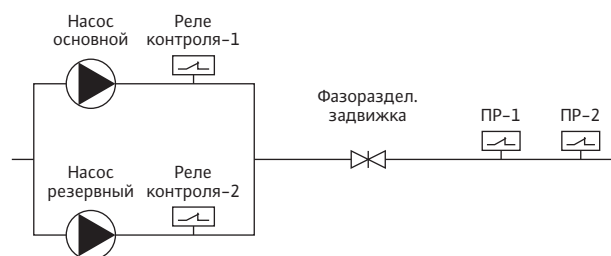 Насос
основной
Реле
контроля-1
Фазораздел.
задвижка
ПР-1
ПР-2
Насос
резервный
Реле
контроля-2